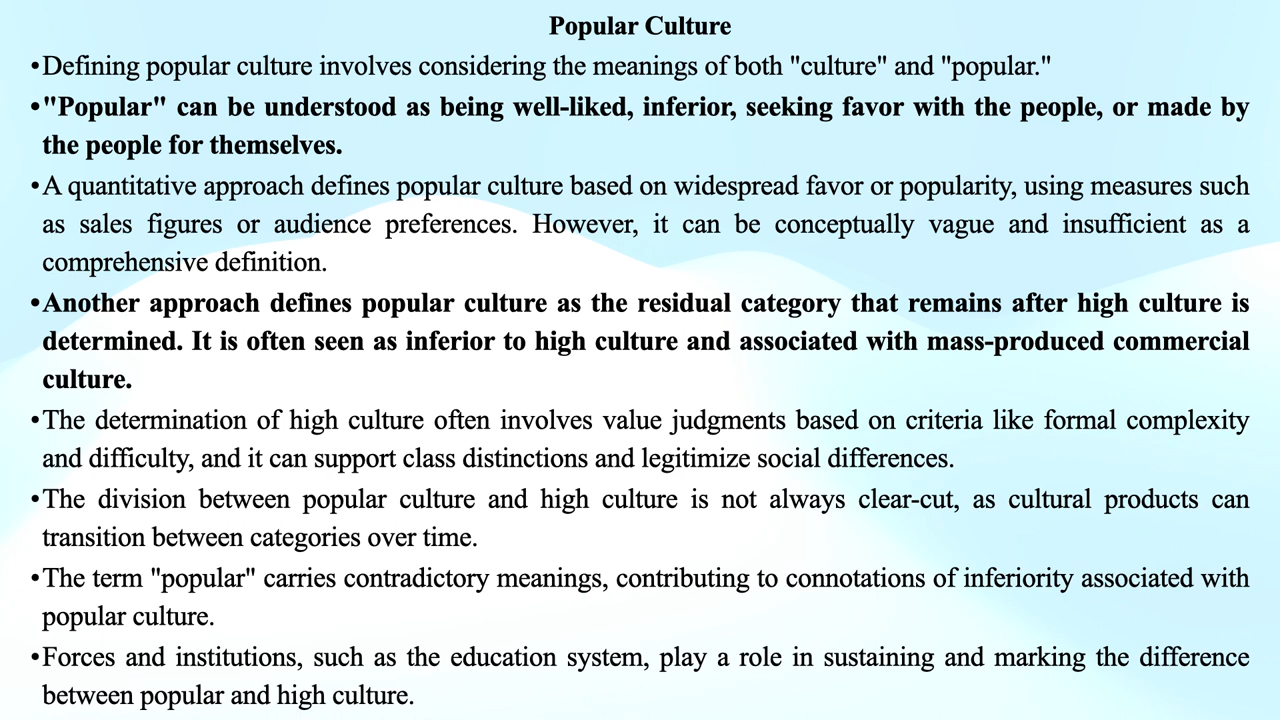 Popular Culture
•Defining popular culture involves considering the meanings of both "culture" and "popular."
•"Popular" can be understood as being well-liked, inferior, seeking favor with the people, or made by
the people for themselves.
•A quantitative approach defines popular culture based on widespread favor or popularity, using measures such
as sales figures or audience preferences. However, it can be conceptually vague and insufficient as a
comprehensive definition.
•Another approach defines popular culture as the residual category that remains after high culture is
determined. It is often seen as inferior to high culture and associated with mass-produced commercial
culture.
•The determination of high culture often involves value judgments based on criteria like formal complexity
and difficulty, and it can support class distinctions and legitimize social differences.
•The division between popular culture and high culture is not always clear-cut, as cultural products can
transition between categories over time.
•The term "popular" carries contradictory meanings, contributing to connotations of inferiority associated with
popular culture.
•Forces and institutions, such as the education system, play a role in sustaining and marking the difference
between popular and high culture.